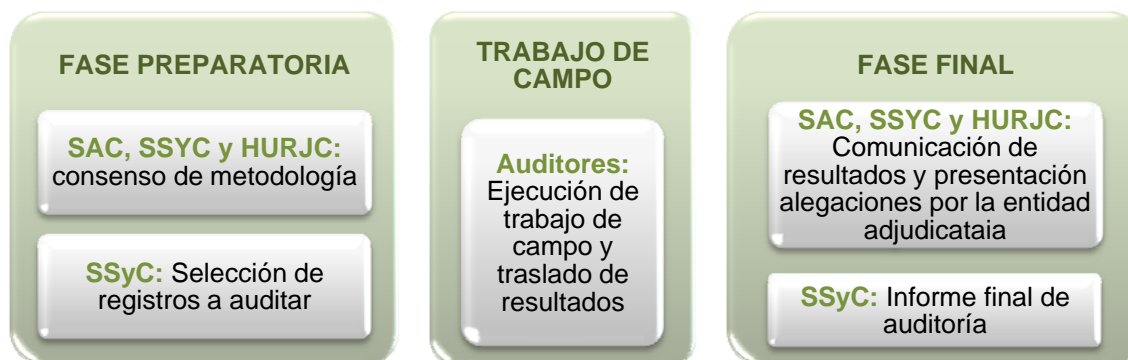 FASE PREPARATORIA
SAC, SSYC y HURJC:
consenso de metodología
SSyC: Selección de
registros a auditar
TRABAJO DE
CAMPO
Auditores:
Ejecución de
trabajo de
campo y
traslado de
resultados
FASE FINAL
SAC, SSYC y HURJC:
Comunicación de
resultados y presentación
alegaciones por la entidad
adjudicataia
SSyC: Informe final de
auditoría